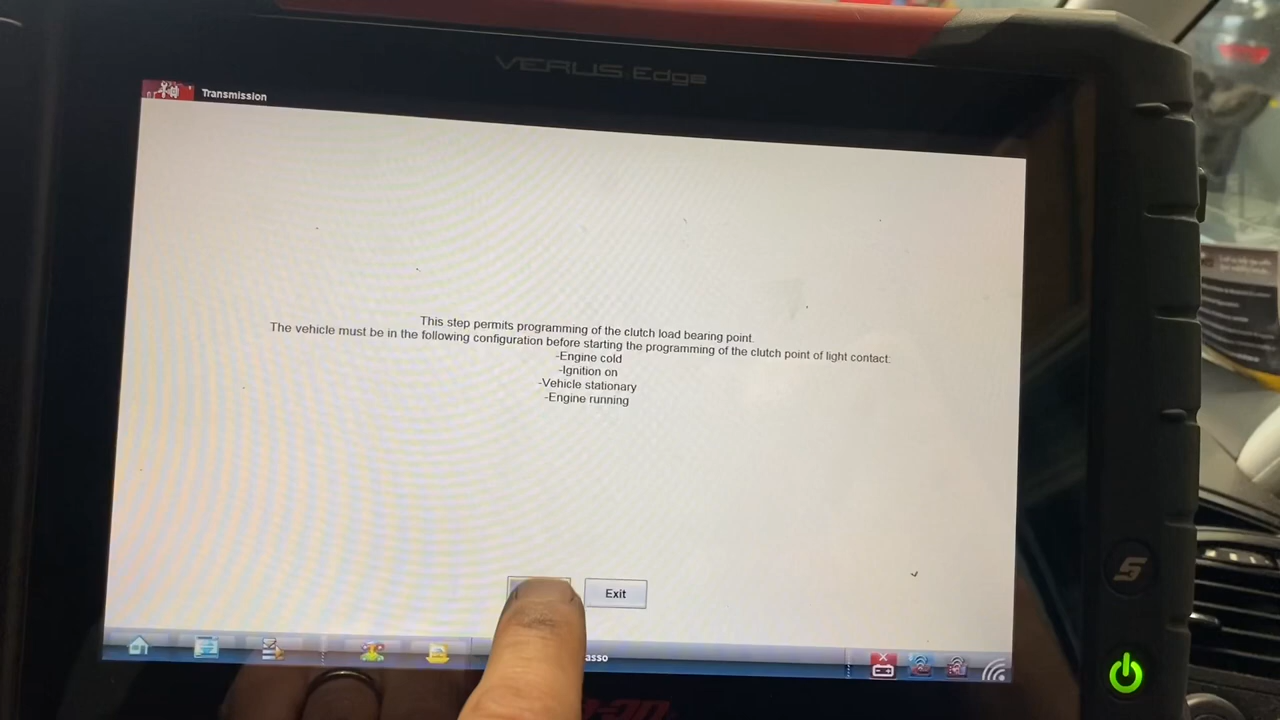 VERUS Edge
Transmission
This step permits programming of the clutch load bearing point.
The vehicle must be in the following configuration before starting the programming of the clutch point of light contact:
-Engine cold
-Ignition on
-Vehicle stationary
-Engine running
Exit
asso